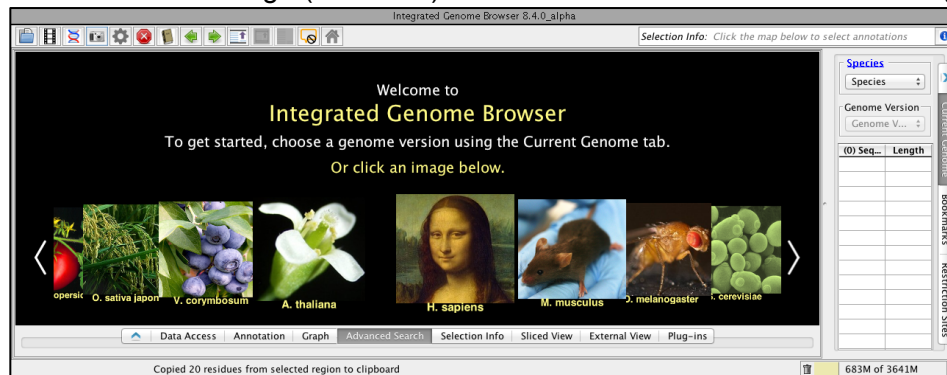 Integrated Genome Browser 8.4.0_alpha
Selection Info: Click the map below to select annotations
Welcome to
Integrated Genome Browser
To get started, choose a genome version using the Current Genome tab.
Or click an image below.
opersic
O. sativa japon
V. corymbosum
A. thaliana
H. sapiens
M. musculus
D. melanogaster
S. cerevisiae
Species
Species
Genome Version
Genome V...
(0) Seq...
Length
Current Genome
Bookmarks
Restriction Sites
Data Access
Annotation
Graph
Advanced Search
Selection Info
Sliced View
External View
Plug-ins
Copied 20 residues from selected region to clipboard
683M of 3641M